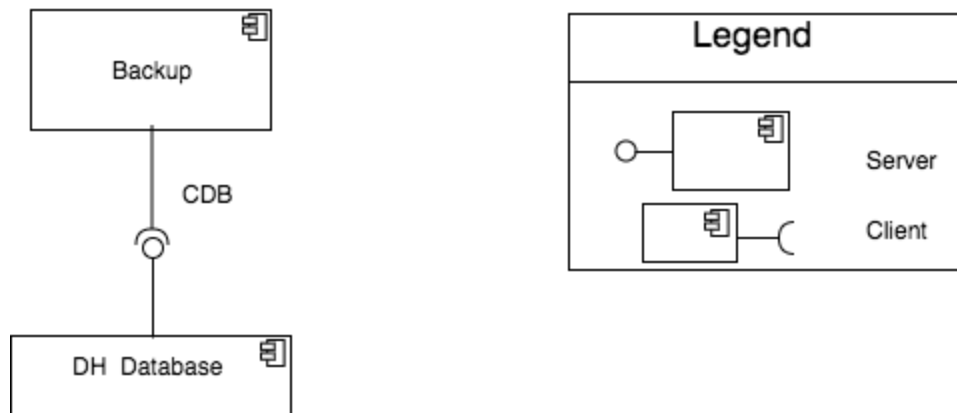 Backup
CDB
DH Database
Legend
Server
Client